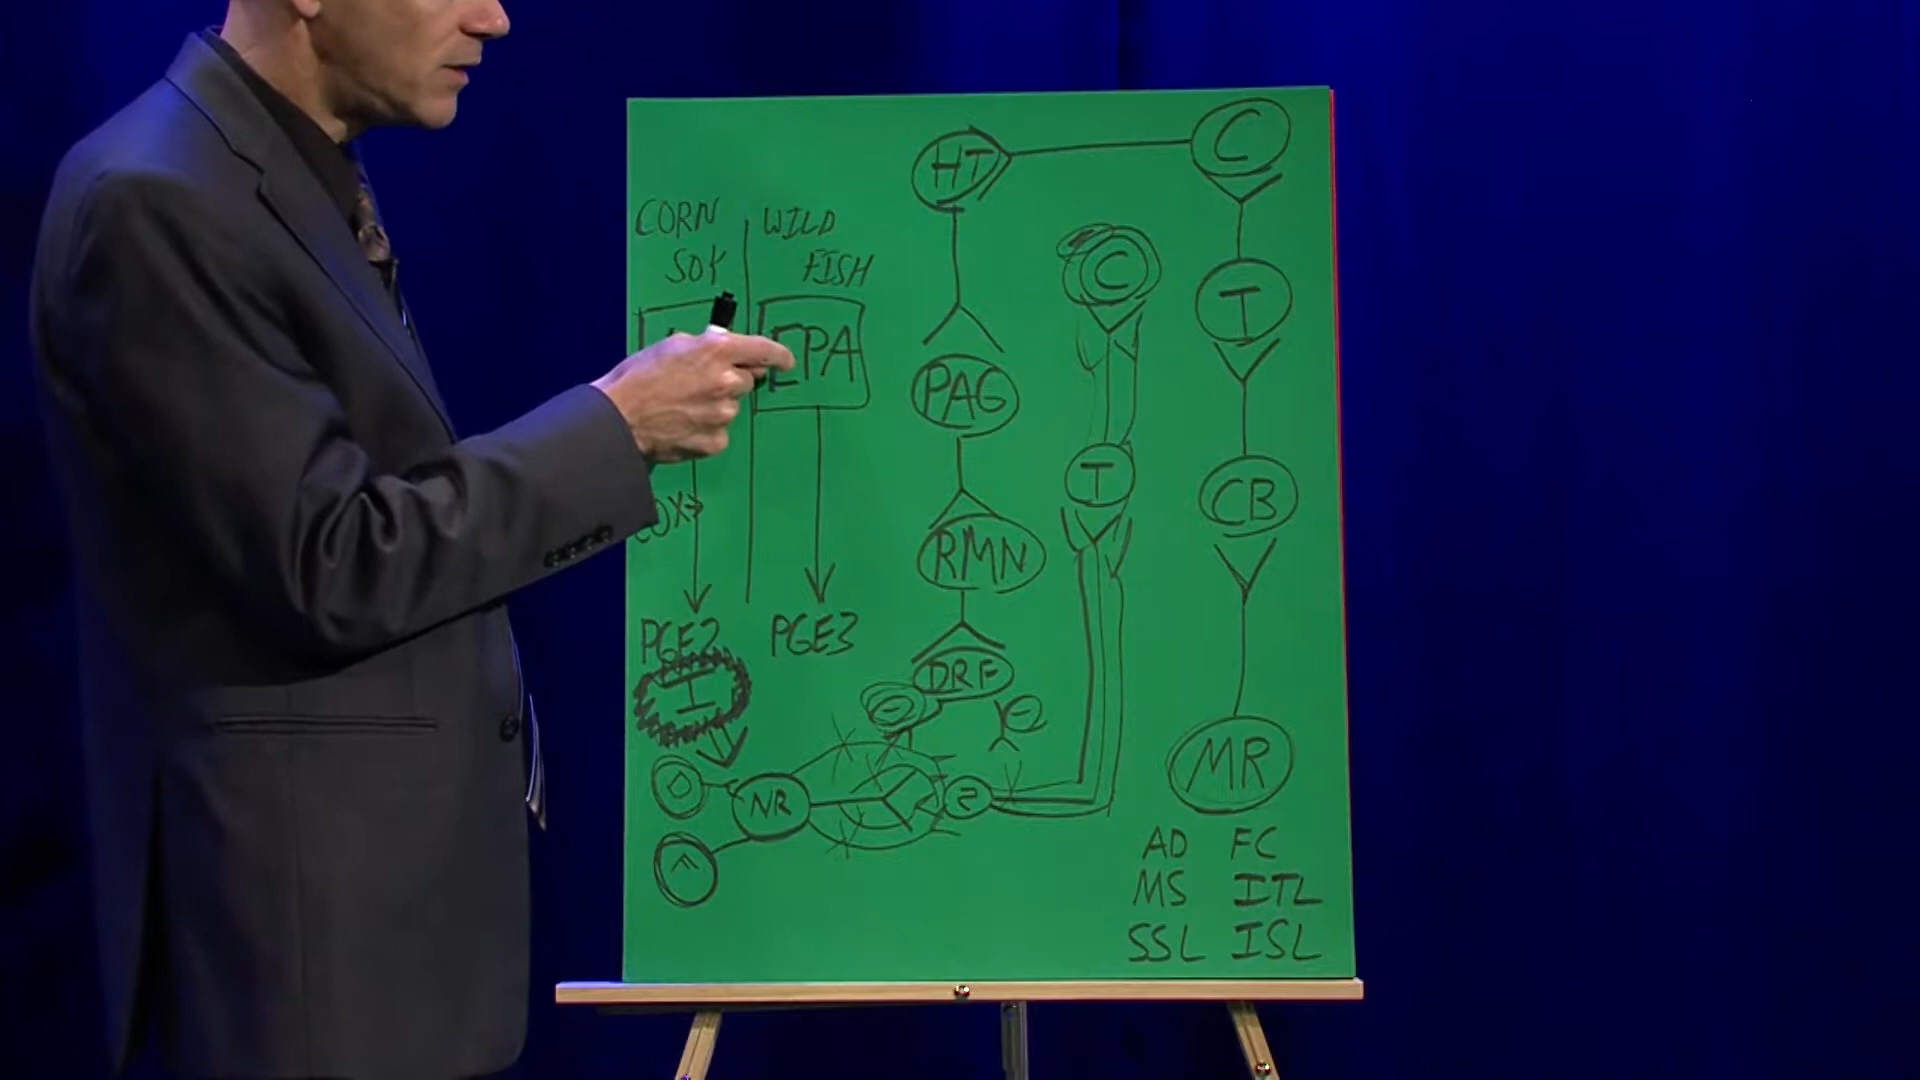 CORN
SOY
WILD
FISH
EPA
COX
PGE2
I
PGE3
HT
PAG
RMN
DRF
NR
2
C
T
C
T
CB
MR
AD FC
MS ITL
SSL ISL